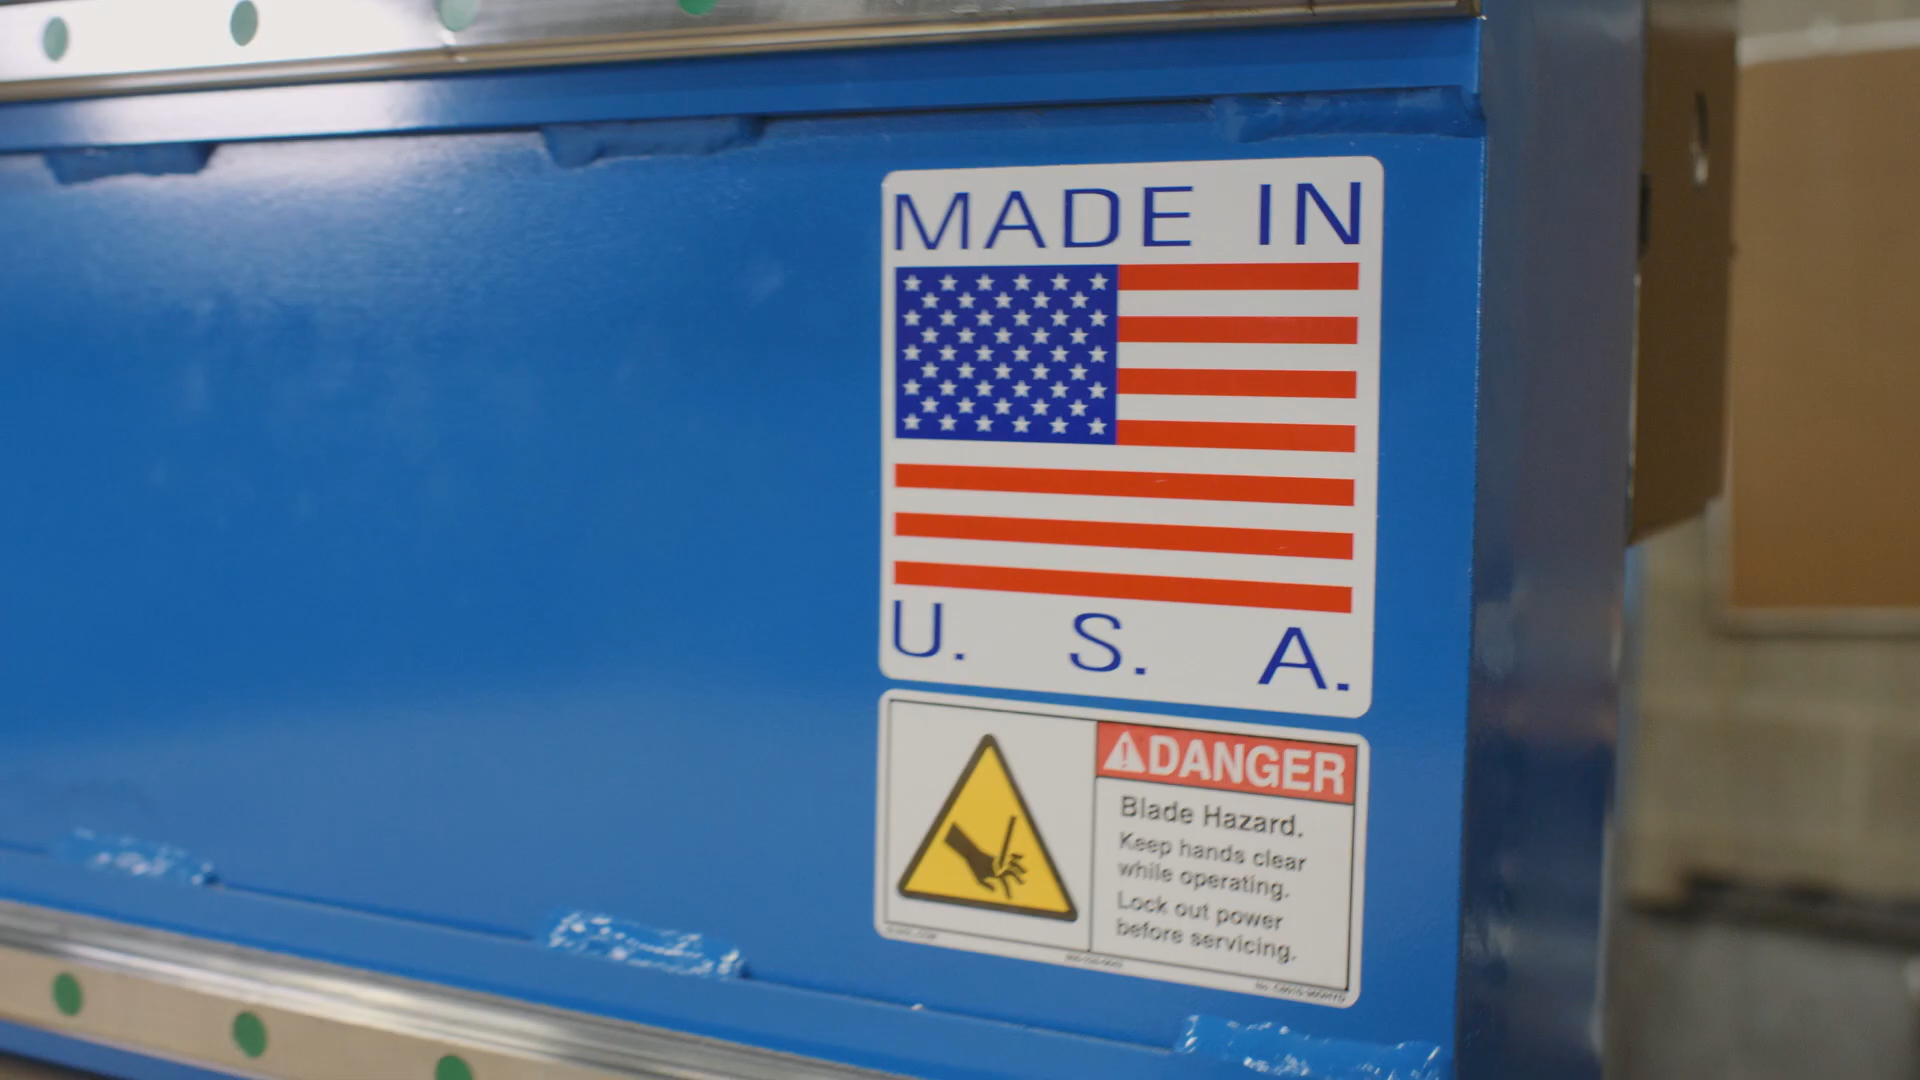 MADE IN
U. S. A.
DANGER
Blade Hazard.
Keep hands clear
while operating.
Lock out power
before servicing.